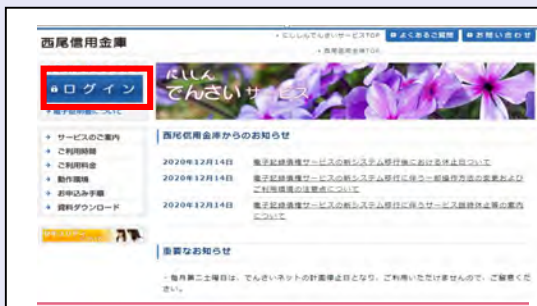 西尾信用金庫
・にしんでんさいサービスTOP
よくあるご質問
お問い合わせ
・西尾信用金庫TOP
ログイン
電子証明書について
にしん
でんさいサービス
サービスのご案内
ご利用時間
ご利用料金
動作環境
お申込み手順
資料ダウンロード
西尾信用金庫からのお知らせ
2020年12月14日 電子記録債権サービスの新システム移行後における休止日ついて
2020年12月14日 電子記録債権サービスの新システム移行に伴う一部操作方法の変更および
ご利用環境の注意点について
2020年12月14日 電子記録債権サービスの新システム移行に伴うサービス臨時休止等の案内
について
重要なお知らせ
・毎月第二土曜日は、でんさいネットの計画停止日となり、ご利用いただけませんので、ご留意くだ
さい。